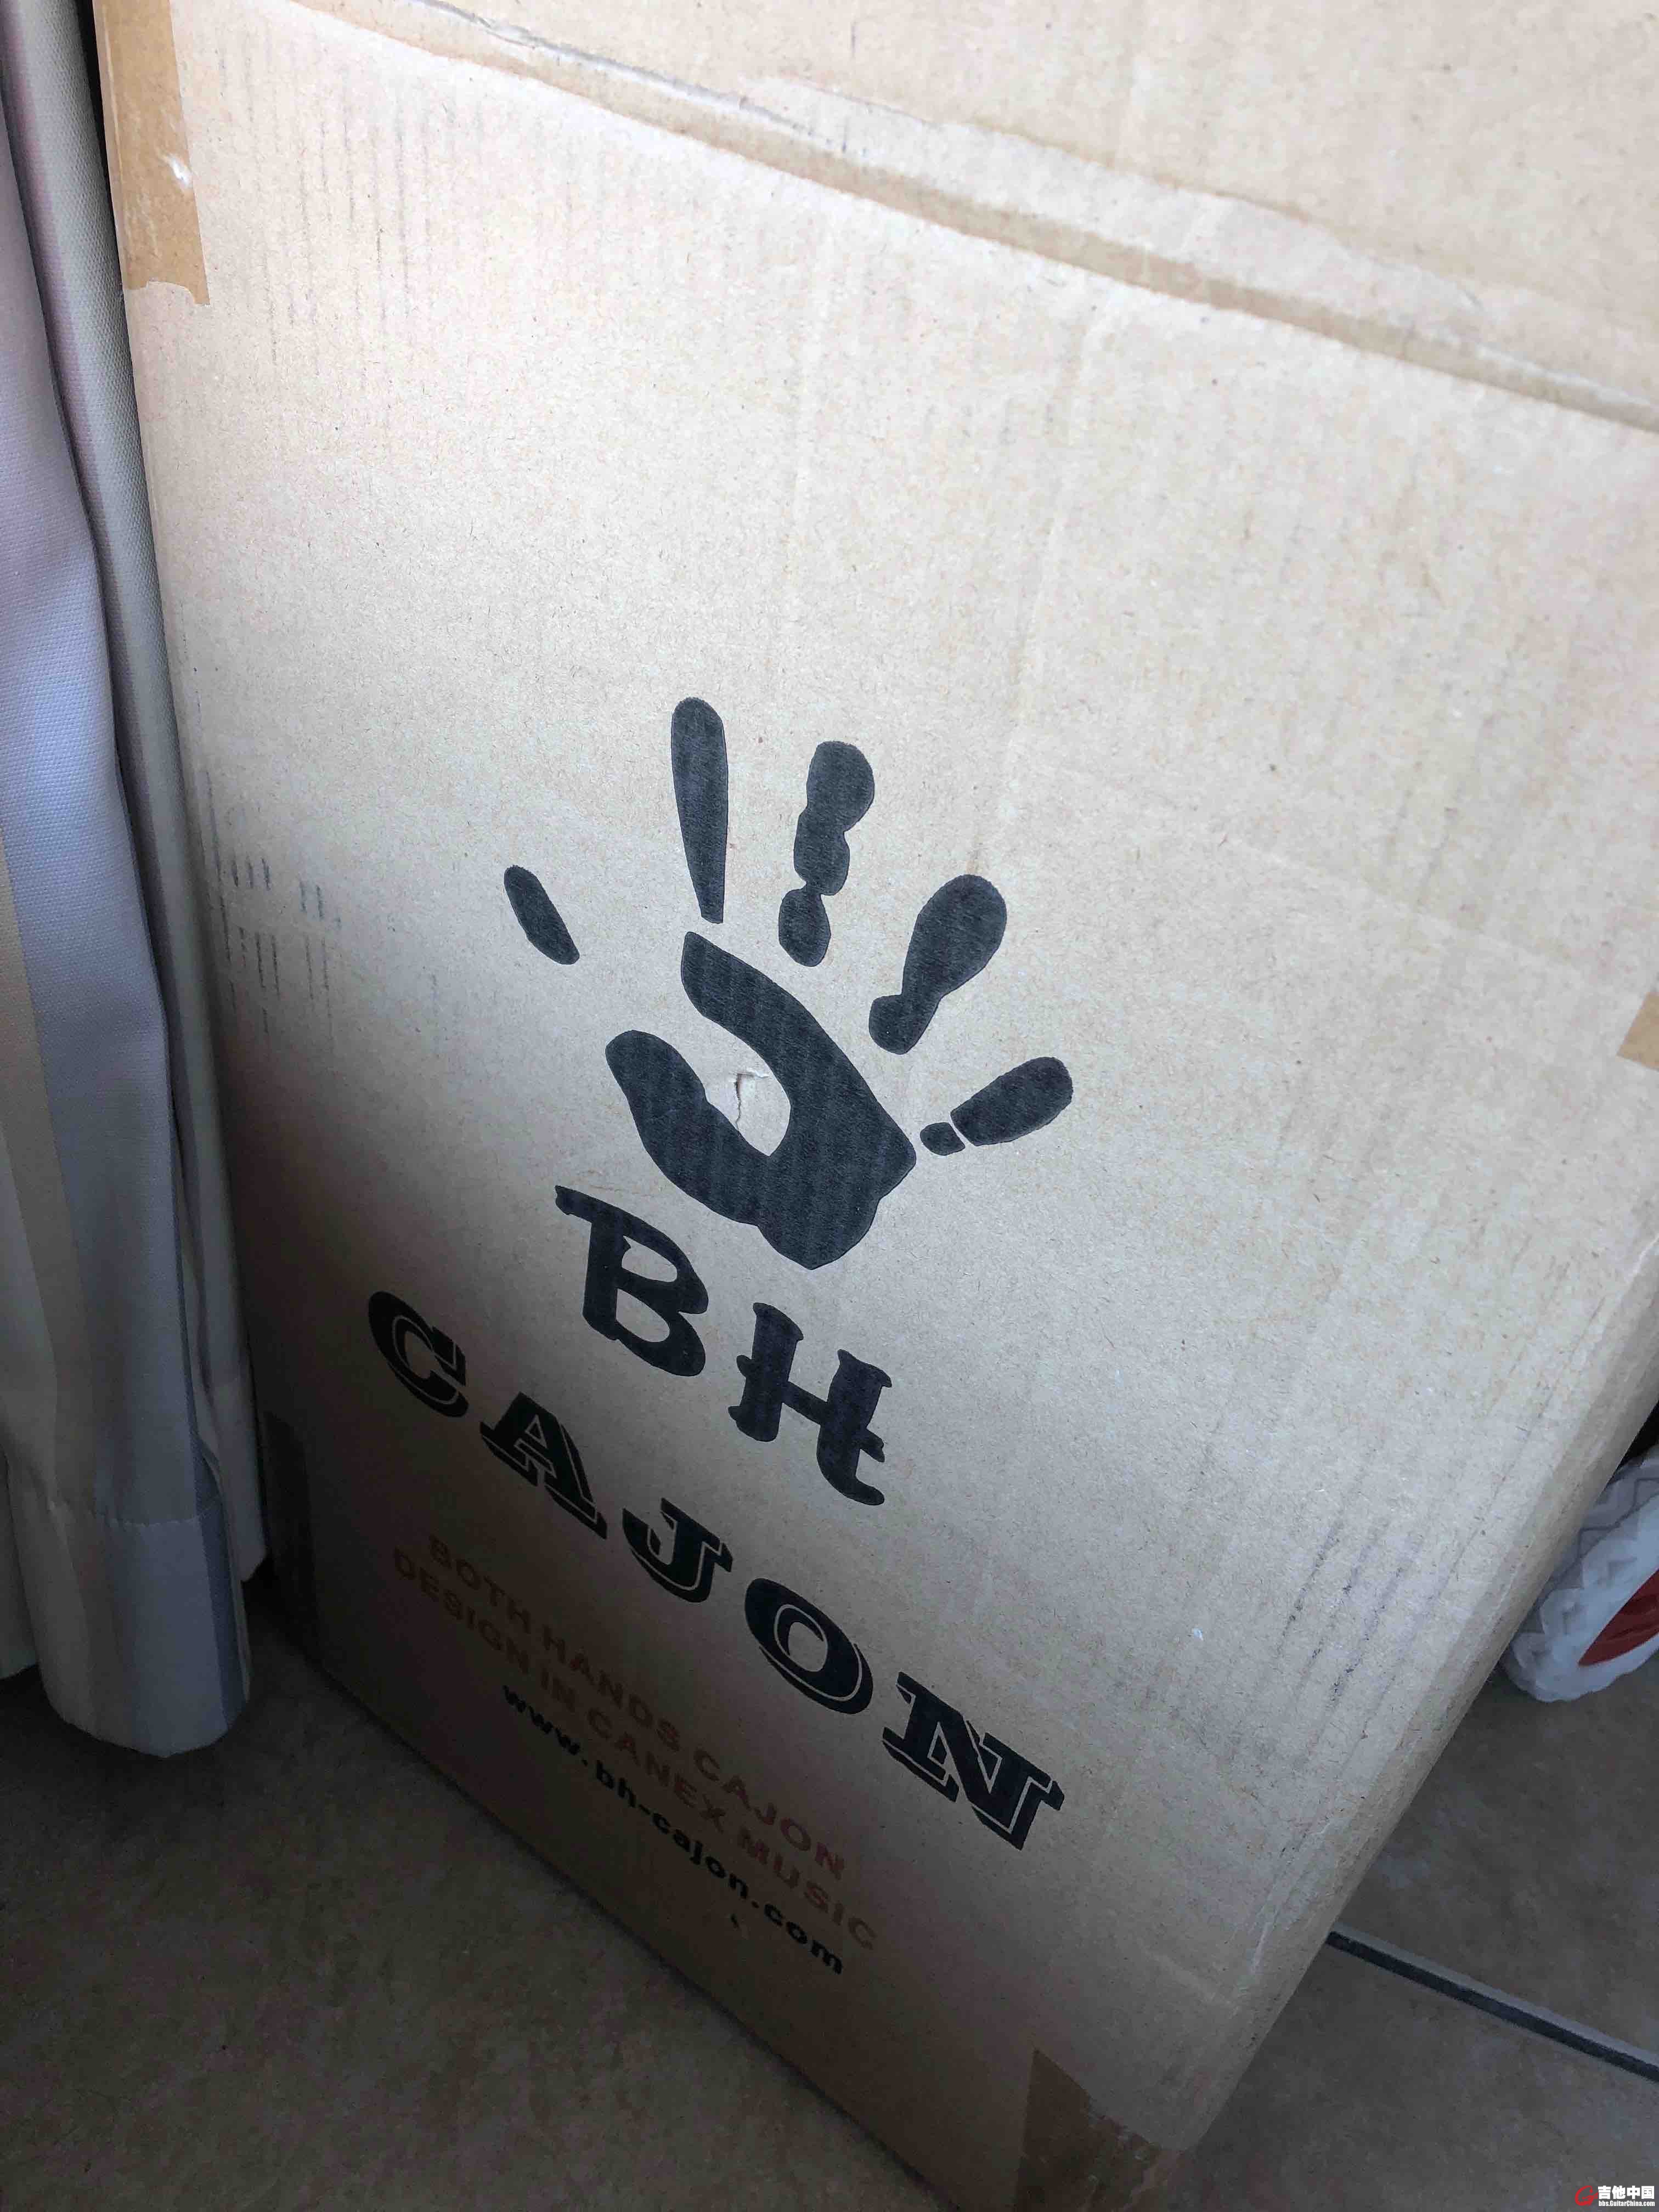 BH
CAJON
BOTH HANDS CAJON
DESIGN IN CANEX MUSIC
www.bh-cajon.com
吉他中国
bbs.GuitarChina.com